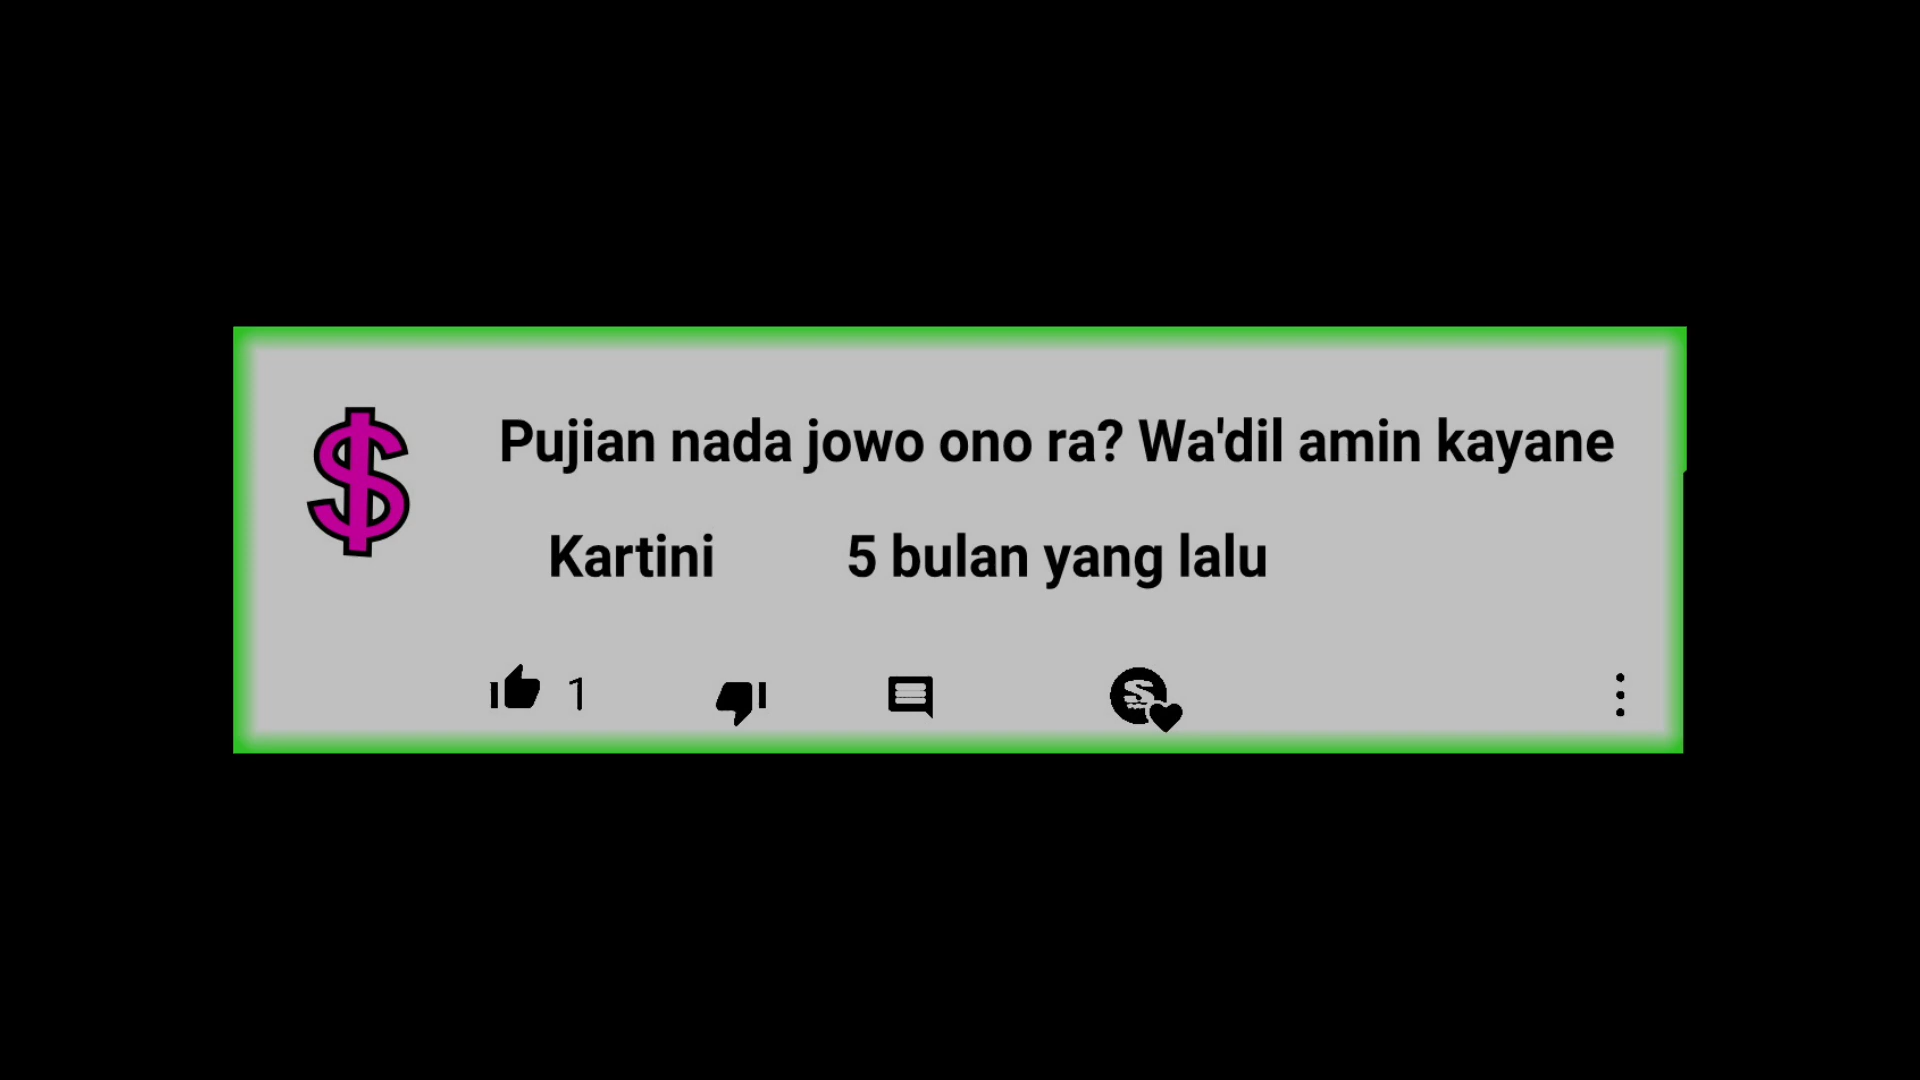 Pujian nada jowo ono ra? Wa'dil amin kayane
Kartini 5 bulan yang lalu
1